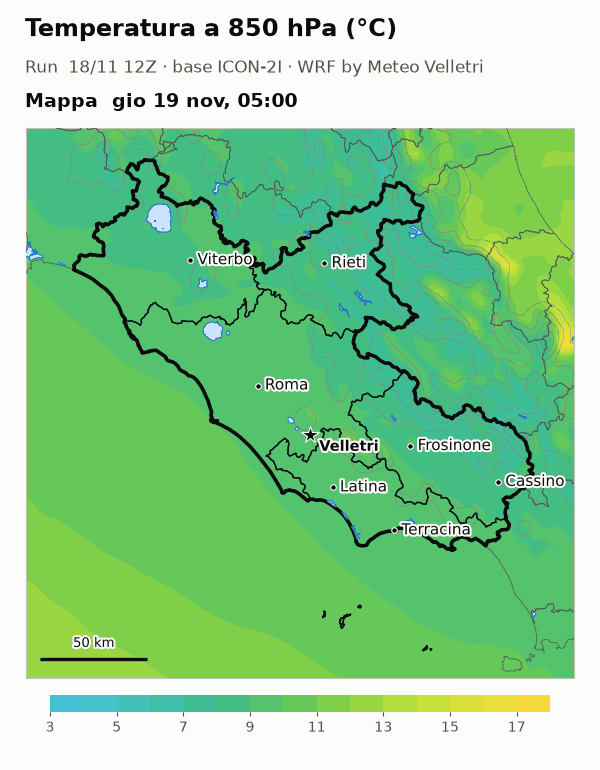 Temperatura a 850 hPa (°C)
Run  18/11 12Z · base ICON-2I · WRF by Meteo Velletri
Mappa  gio 19 nov, 05:00
Viterbo
Rieti
Roma
Velletri
Frosinone
Cassino
Latina
Terracina
50 km
3 5 7 9 11 13 15 17